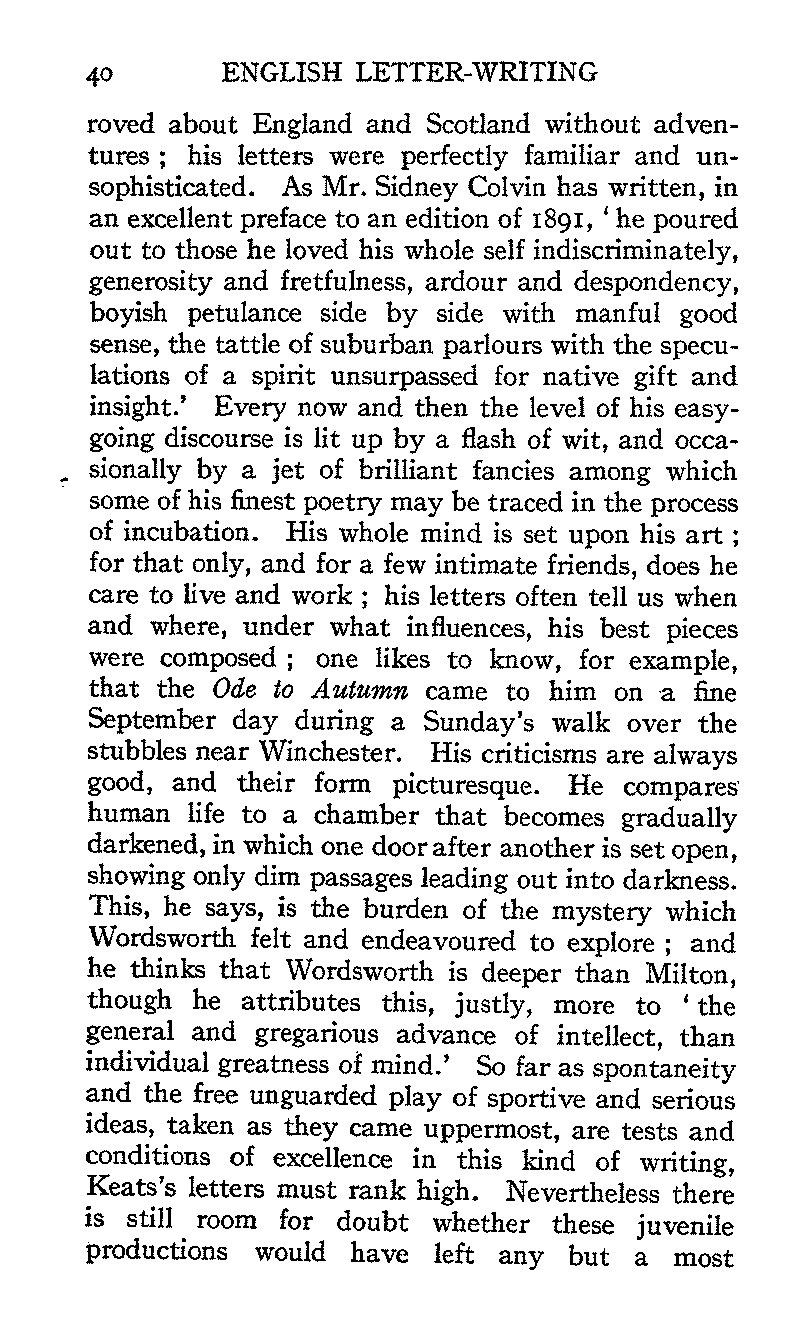 40 ENGLISH LETTER-WRITING
roved about England and Scotland without adven-
tures ; his letters were perfectly familiar and un-
sophisticated. As Mr. Sidney Colvin has written, in
an excellent preface to an edition of 1891, ‘ he poured
out to those he loved his whole self indiscriminately,
generosity and fretfulness, ardour and despondency,
boyish petulance side by side with manful good
sense, the tattle of suburban parlours with the specu-
lations of a spirit unsurpassed for native gift and
insight.’ Every now and then the level of his easy-
going discourse is lit up by a flash of wit, and occa-
sionally by a jet of brilliant fancies among which
some of his finest poetry may be traced in the process
of incubation. His whole mind is set upon his art ;
for that only, and for a few intimate friends, does he
care to live and work ; his letters often tell us when
and where, under what influences, his best pieces
were composed ; one likes to know, for example,
that the Ode to Autumn came to him on a fine
September day during a Sunday’s walk over the
stubbles near Winchester. His criticisms are always
good, and their form picturesque. He compares
human life to a chamber that becomes gradually
darkened, in which one door after another is set open,
showing only dim passages leading out into darkness.
This, he says, is the burden of the mystery which
Wordsworth felt and endeavoured to explore ; and
he thinks that Wordsworth is deeper than Milton,
though he attributes this, justly, more to ‘ the
general and gregarious advance of intellect, than
individual greatness of mind.’ So far as spontaneity
and the free unguarded play of sportive and serious
ideas, taken as they came uppermost, are tests and
conditions of excellence in this kind of writing,
Keats’s letters must rank high. Nevertheless there
is still room for doubt whether these juvenile
productions would have left any but a most